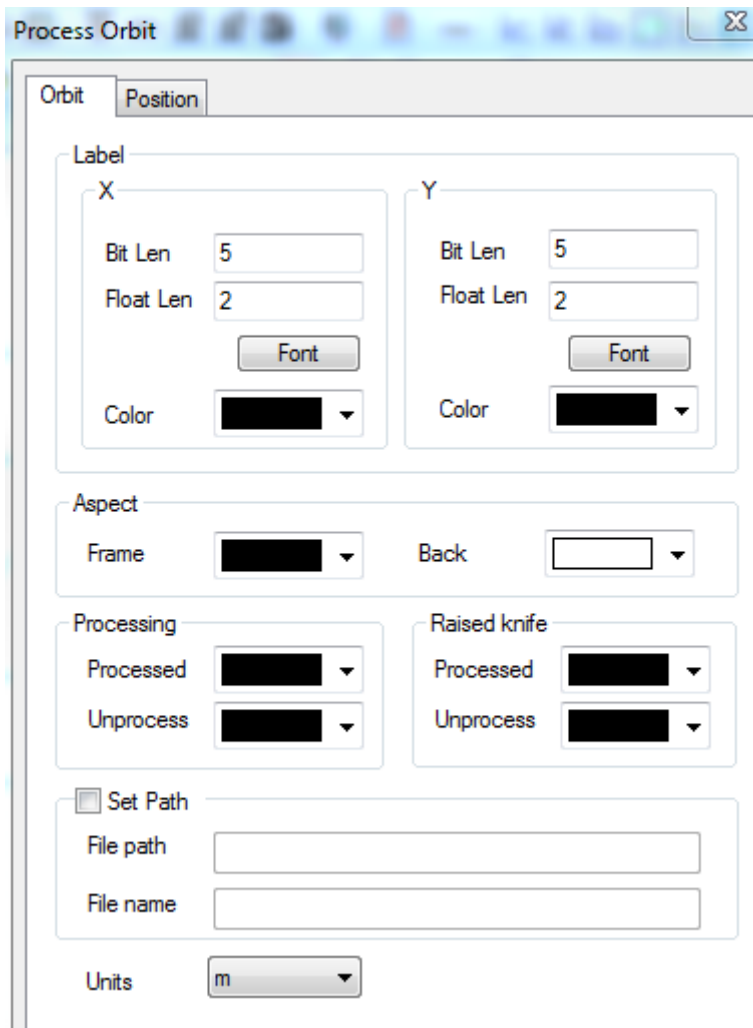 Process Orbit
Orbit Position
Label
X Y
Bit Len 5 Bit Len 5
Float Len 2 Float Len 2
Font Font
Color Color
Aspect
Frame Back
Processing Raised knife
Processed Processed
Unprocess Unprocess
Set Path
File path
File name
Units m